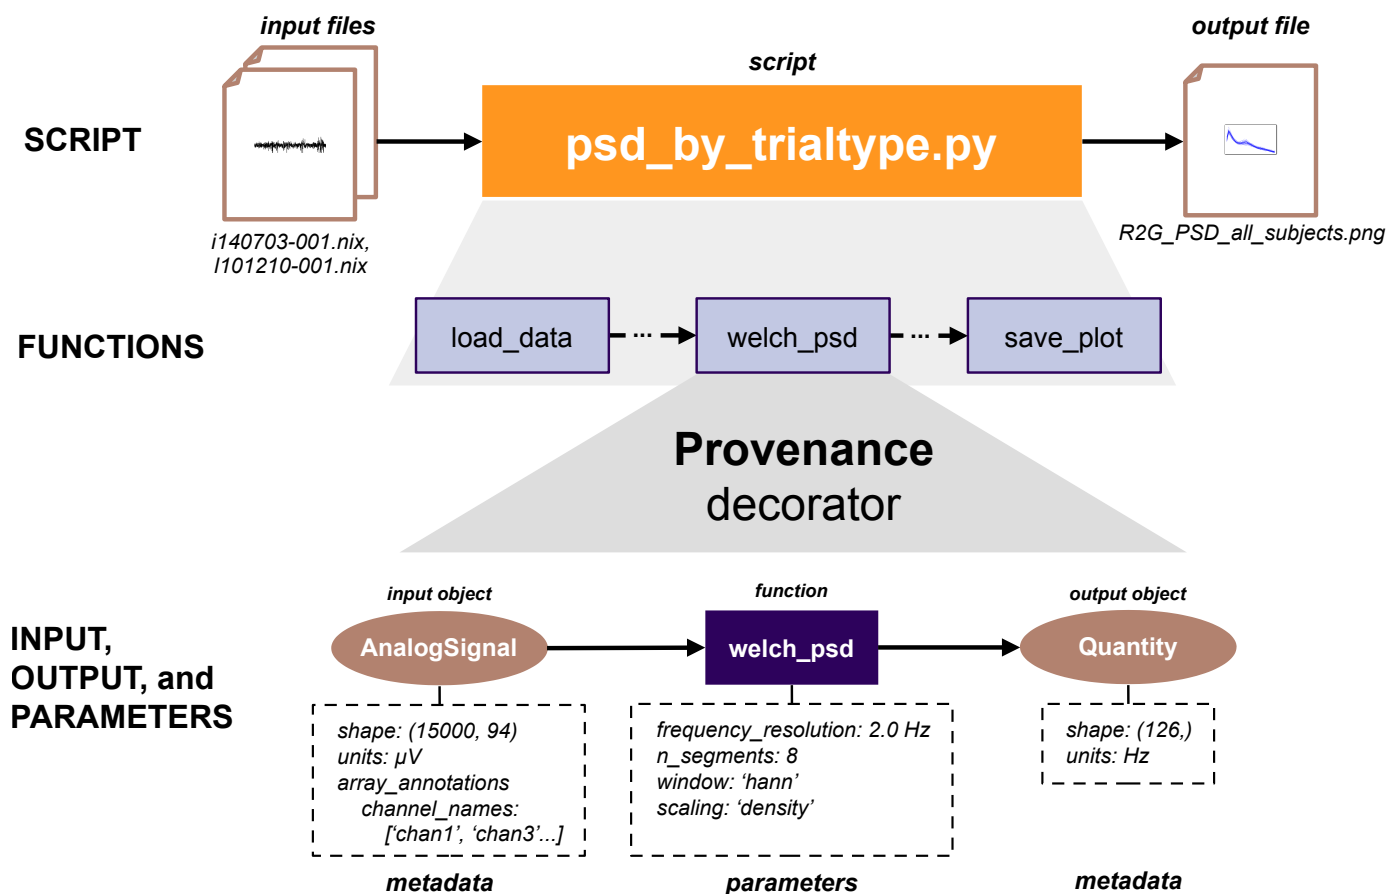 input files
script
output file
SCRIPT
psd_by_trialtype.py
i140703-001.nix,
l101210-001.nix
R2G_PSD_all_subjects.png
FUNCTIONS
load_data
...
welch_psd
...
save_plot
Provenance
decorator
INPUT,
OUTPUT, and
PARAMETERS
input object
function
output object
AnalogSignal
welch_psd
Quantity
shape: (15000, 94)
units: µV
array_annotations
channel_names:
[‘chan1’, ‘chan3’...]
frequency_resolution: 2.0 Hz
n_segments: 8
window: ‘hann’
scaling: ‘density’
shape: (126,)
units: Hz
metadata
parameters
metadata